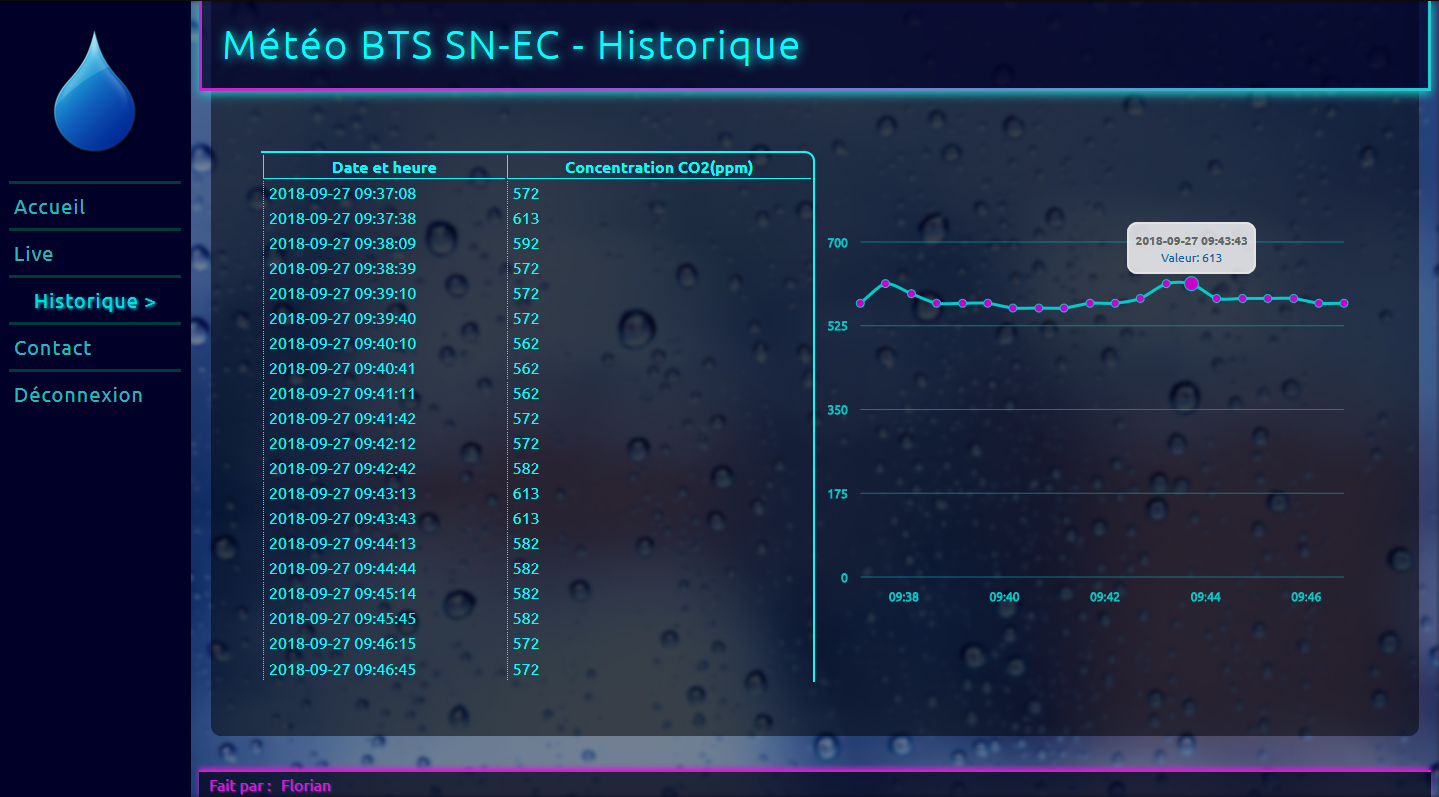 Météo BTS SN-EC - Historique
Accueil
Live
Historique >
Contact
Déconnexion
Date et heure Concentration CO2(ppm)
2018-09-27 09:37:08 572
2018-09-27 09:37:38 613
2018-09-27 09:38:09 592
2018-09-27 09:38:39 572
2018-09-27 09:39:10 572
2018-09-27 09:39:40 572
2018-09-27 09:40:10 562
2018-09-27 09:40:41 562
2018-09-27 09:41:11 562
2018-09-27 09:41:42 572
2018-09-27 09:42:12 572
2018-09-27 09:42:42 582
2018-09-27 09:43:13 613
2018-09-27 09:43:43 613
2018-09-27 09:44:13 582
2018-09-27 09:44:44 582
2018-09-27 09:45:14 582
2018-09-27 09:45:45 582
2018-09-27 09:46:15 572
2018-09-27 09:46:45 572
2018-09-27 09:43:43
Valeur: 613
700
525
350
175
0
09:38 09:40 09:42 09:44 09:46
Fait par : Florian